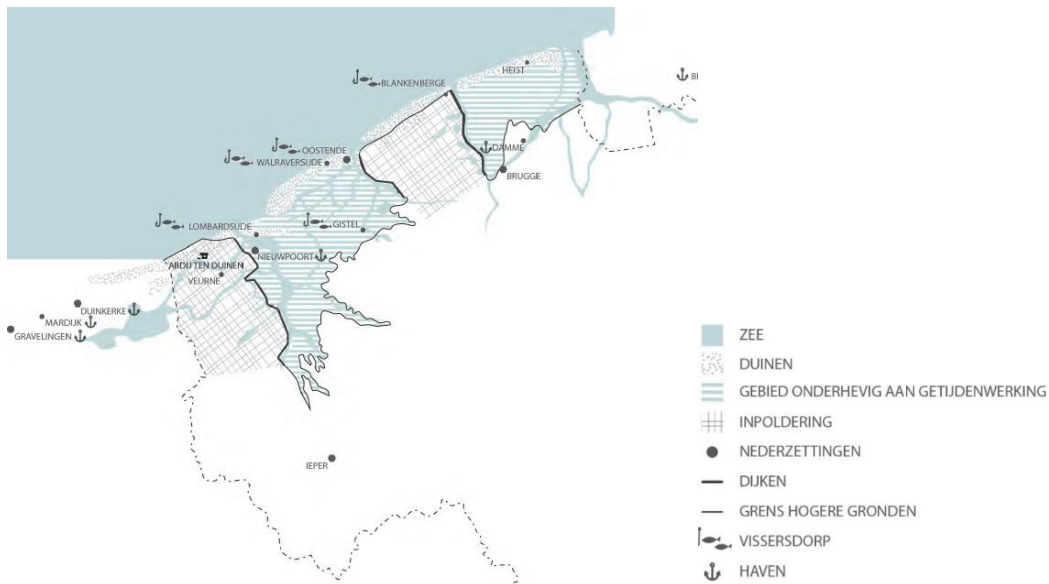 HEIST
BLANKENBERGE
OOSTENDE
WALRAVERSIJDE
DAMME
BRUGGE
LOMBARDSIJDE
GISTEL
NIEUWPOORT
ABDIJ TEN DUINEN
VEURNE
DUINKERKE
MARDIJK
GRAVELINGEN
IEPER
ZEE
DUINEN
GEBIED ONDERHEVIG AAN GETIJDENWERKING
INPOLDERING
NEDERZETTINGEN
DIJKEN
GRENS HOGERE GRONDEN
VISSERSDORP
HAVEN